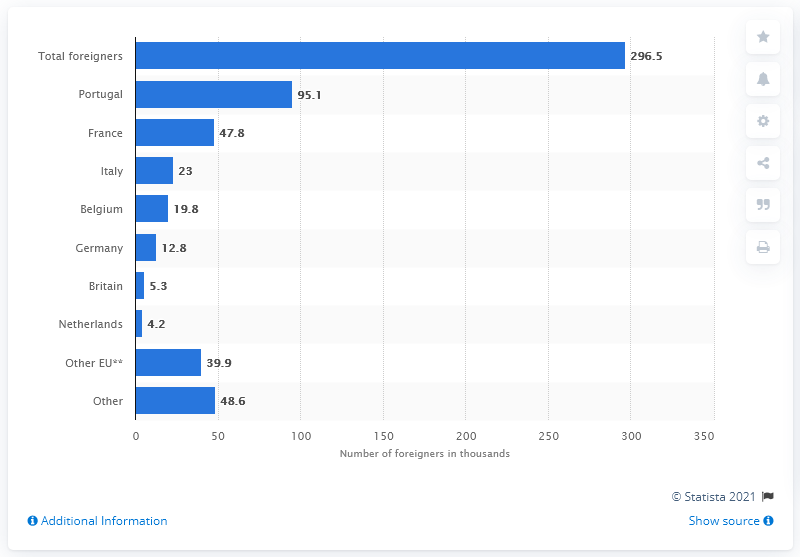 Total foreigners 296.5
Portugal 95.1
France 47.8
Italy 23
Belgium 19.8
Germany 12.8
Britain 5.3
Netherlands 4.2
Other EU** 39.9
Other 48.6
0 50 100 150 200 250 300 350
Number of foreigners in thousands
© Statista 2021
Additional Information Show source